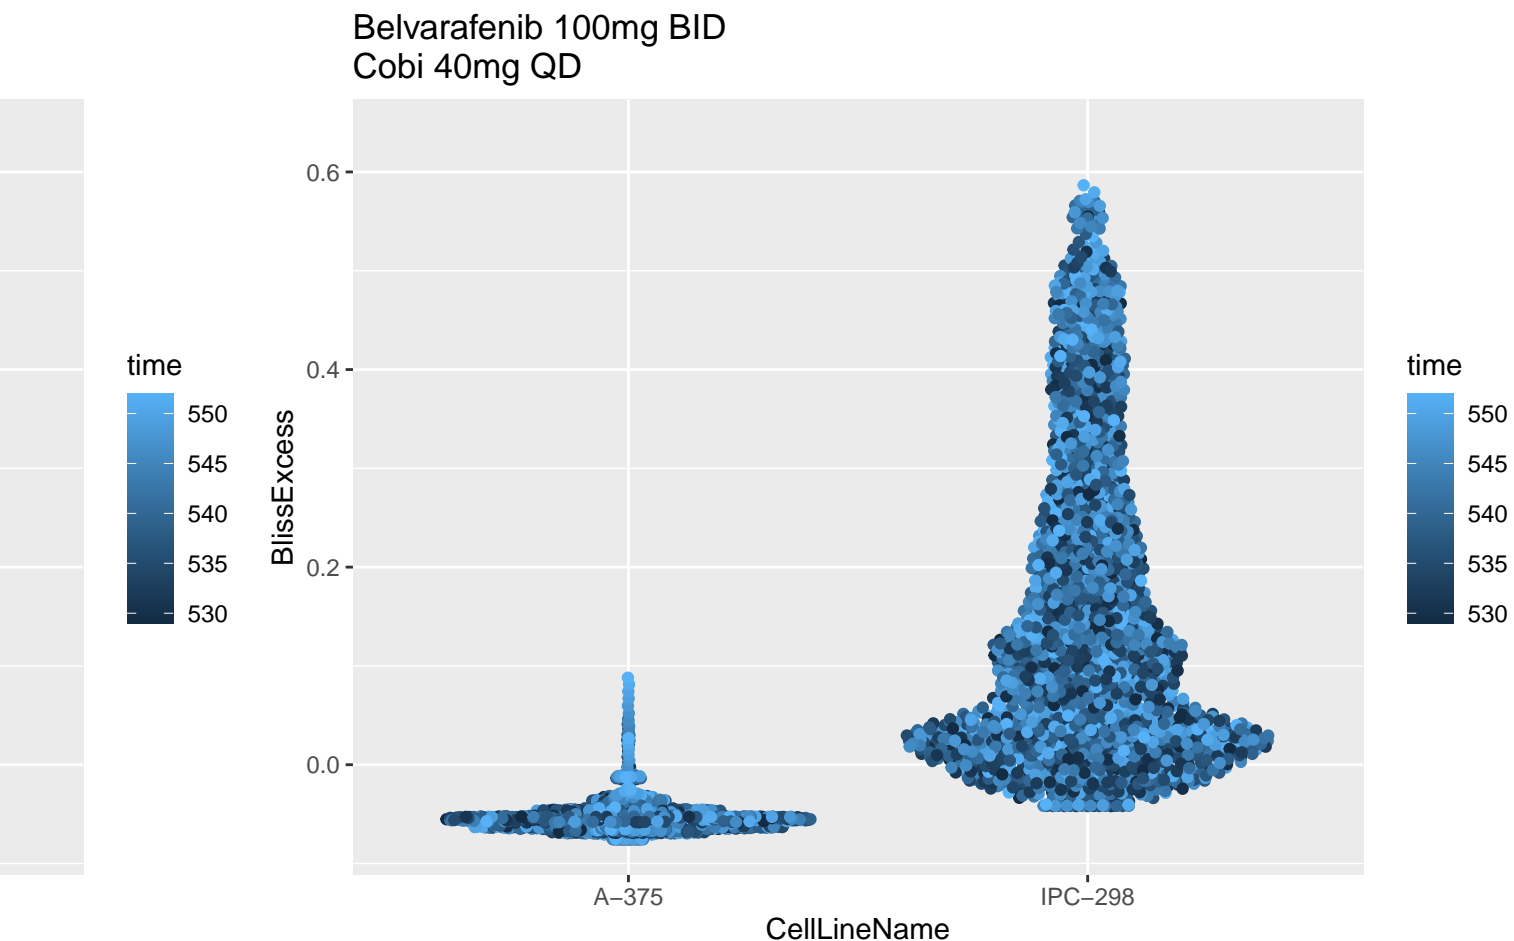 Belvarafenib 100mg BID
Cobi 40mg QD
time
550
545
540
535
530
BlissExcess
0.6
0.4
0.2
0.0
A−375
IPC−298
CellLineName
time
550
545
540
535
530